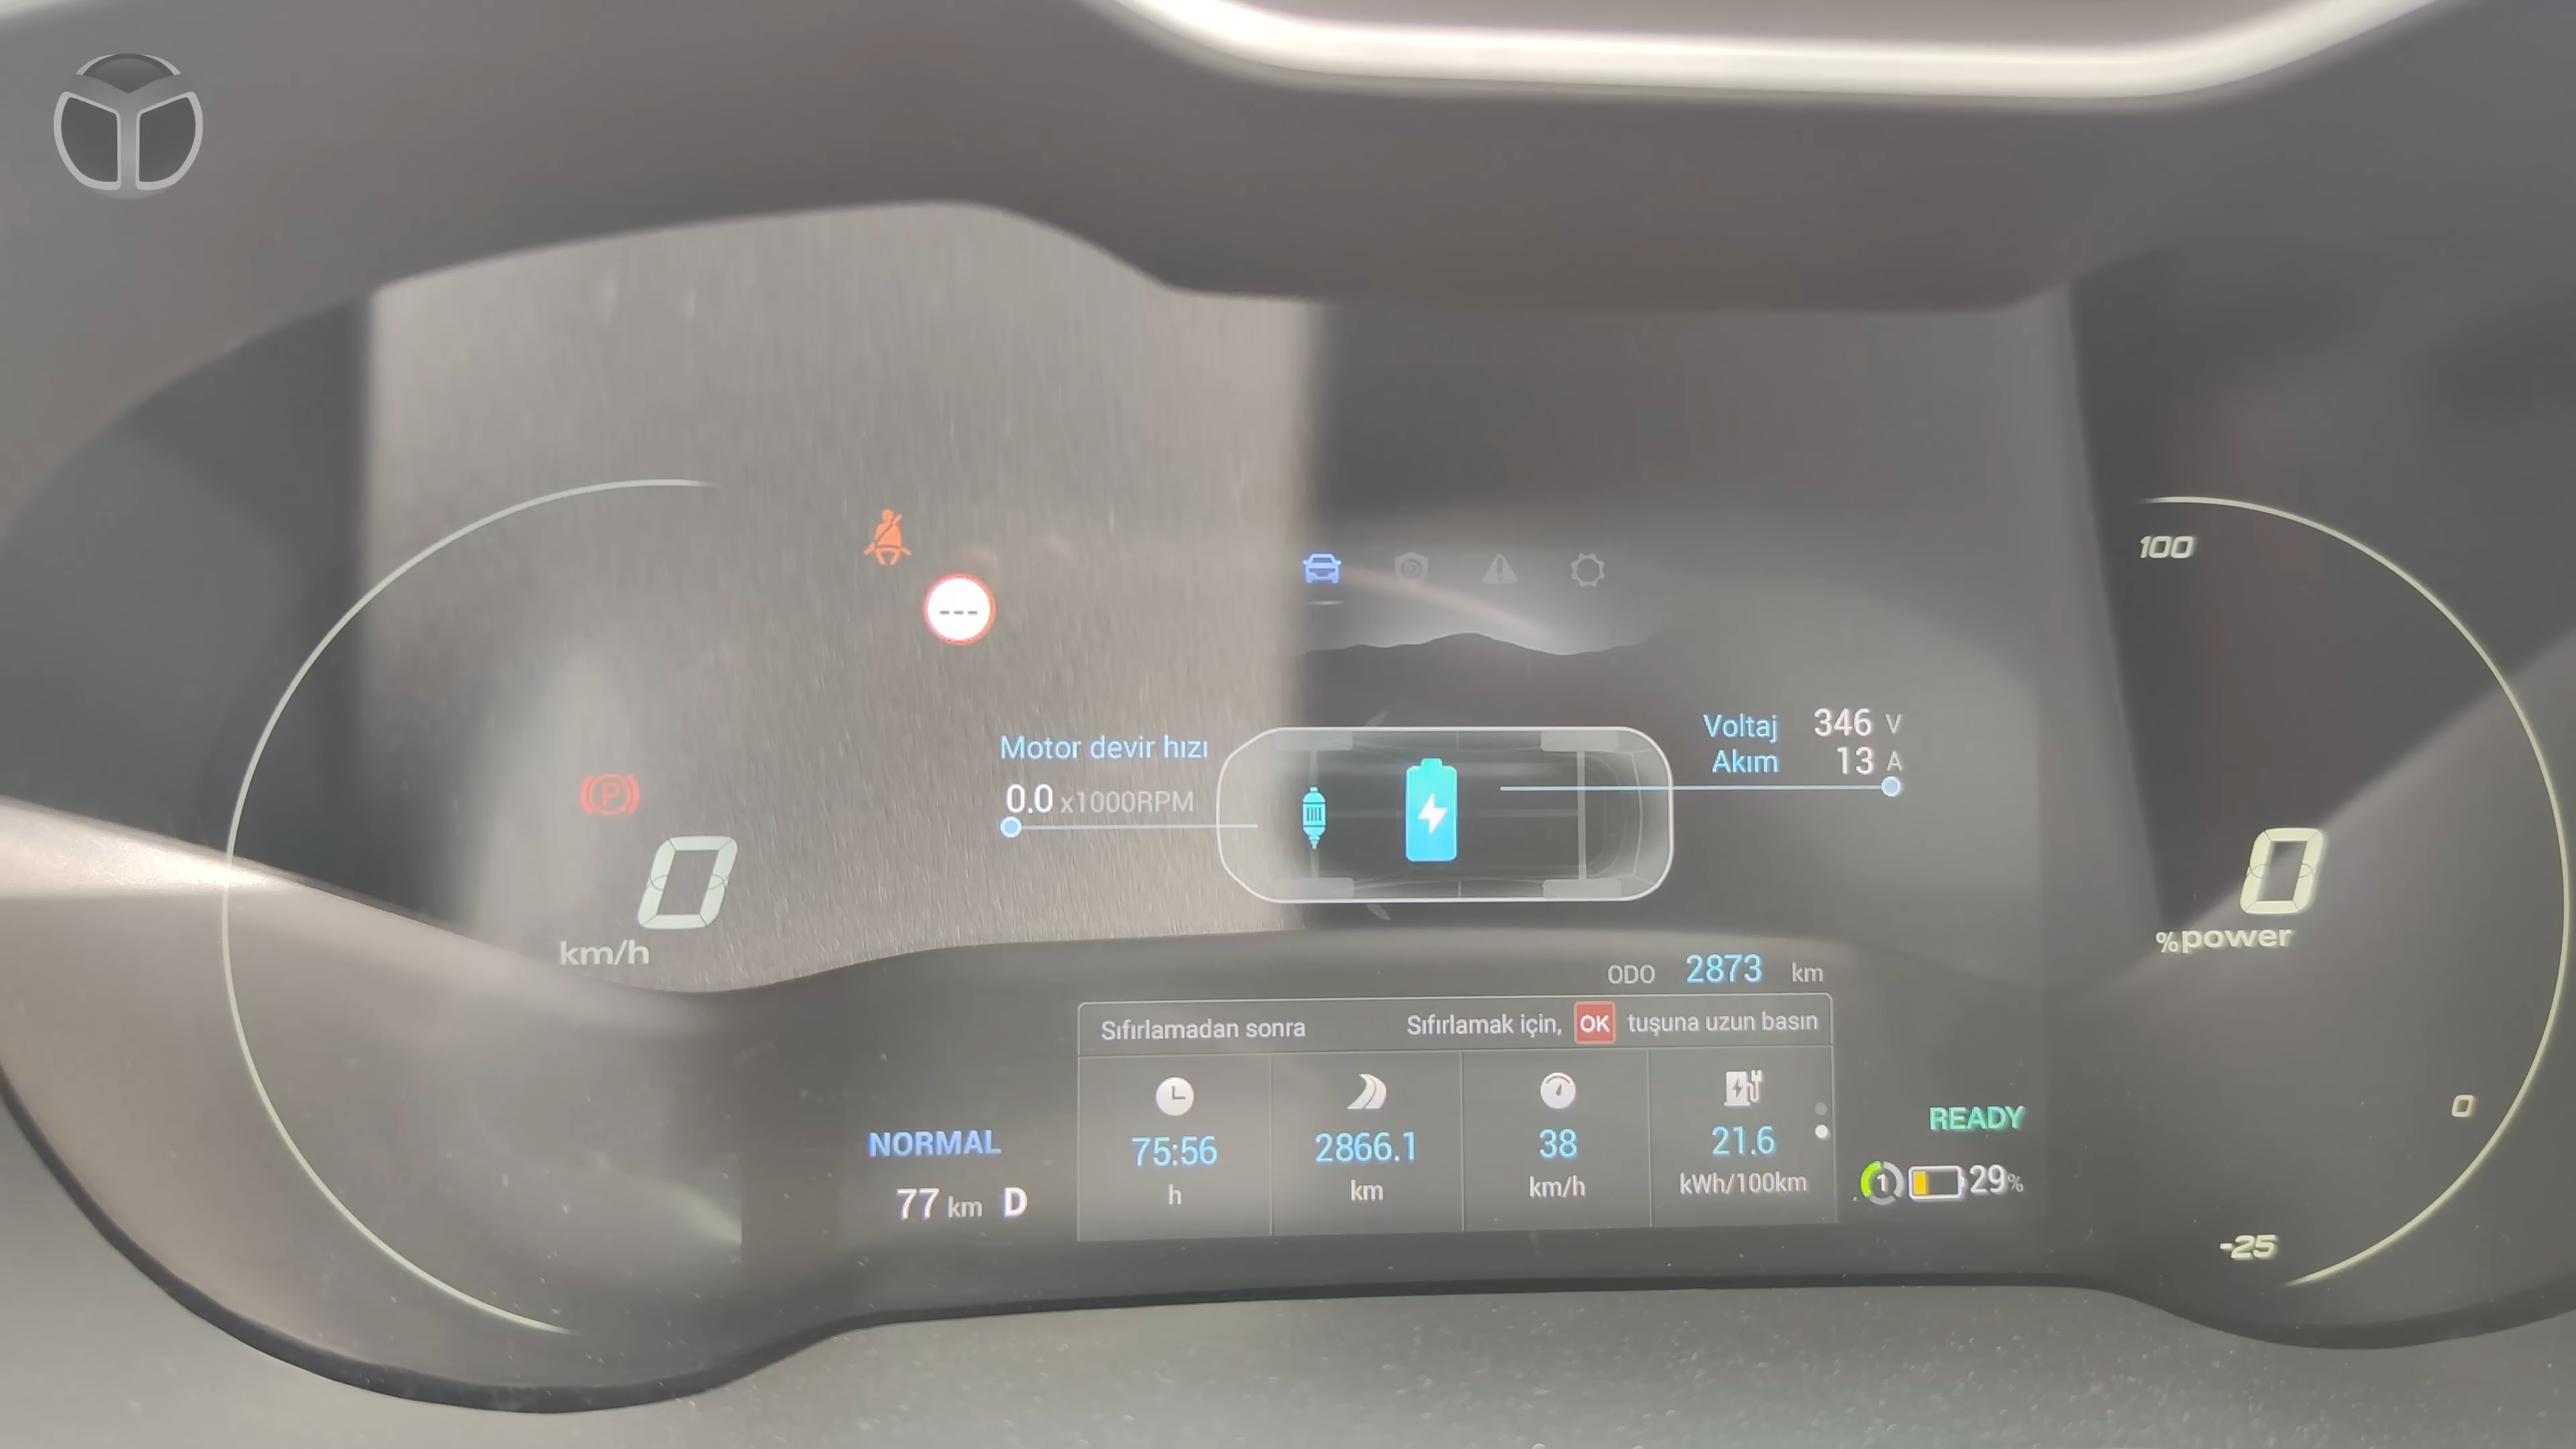 100
Motor devir hızı
0.0 x1000RPM
Voltaj 346 V
Akım 13 A
P
0
km/h
0
%power
ODO 2873 km
Sıfırlamadan sonra Sıfırlamak için, OK tuşuna uzun basın
NORMAL
77 km D
75:56
h
2866.1
km
38
km/h
21.6
kWh/100km
READY
1 29%
0
-25